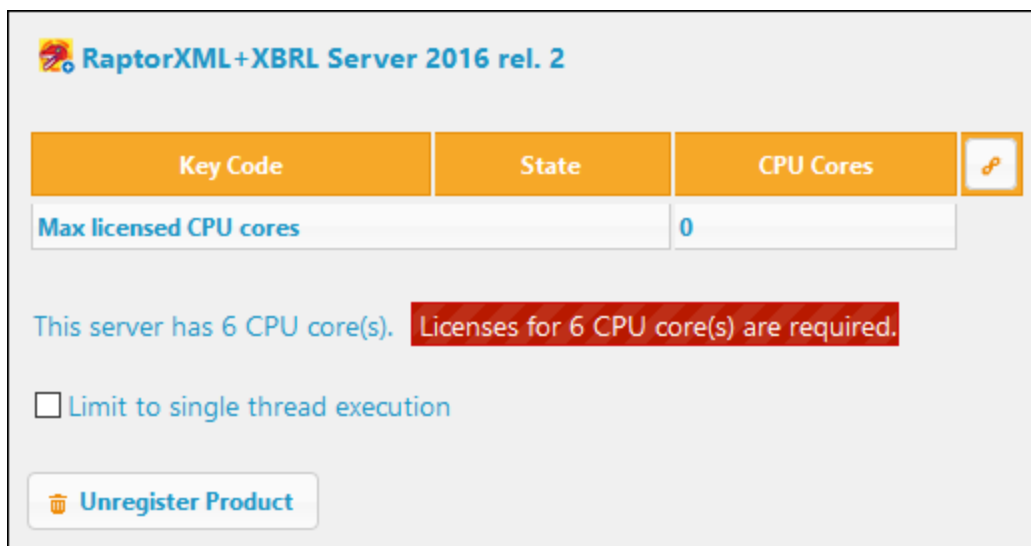 RaptorXML+XBRL Server 2016 rel. 2
Key Code State CPU Cores
Max licensed CPU cores 0
This server has 6 CPU core(s). Licenses for 6 CPU core(s) are required.
Limit to single thread execution
Unregister Product